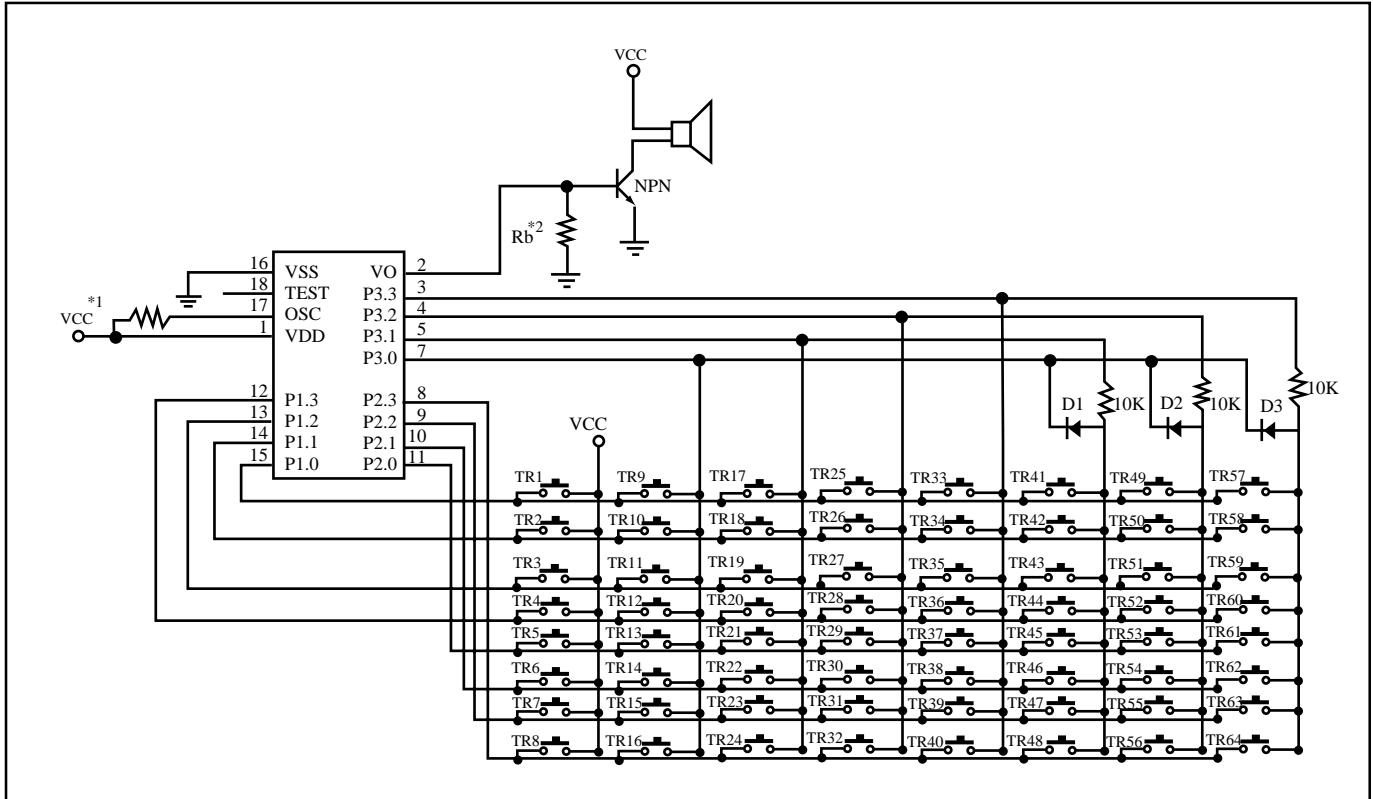 VCC
NPN
Rb*2
16 VSS VO 2
18 TEST P3.3 3
17 OSC P3.2 4
VCC *1 1 VDD P3.1 5
P3.0 7
12 P1.3 P2.3 8
13 P1.2 P2.2 9
14 P1.1 P2.1 10
15 P1.0 P2.0 11
D1 10K D2 10K D3 10K
VCC
TR1 TR9 TR17 TR25 TR33 TR41 TR49 TR57
TR2 TR10 TR18 TR26 TR34 TR42 TR50 TR58
TR3 TR11 TR19 TR27 TR35 TR43 TR51 TR59
TR4 TR12 TR20 TR28 TR36 TR44 TR52 TR60
TR5 TR13 TR21 TR29 TR37 TR45 TR53 TR61
TR6 TR14 TR22 TR30 TR38 TR46 TR54 TR62
TR7 TR15 TR23 TR31 TR39 TR47 TR55 TR63
TR8 TR16 TR24 TR32 TR40 TR48 TR56 TR64